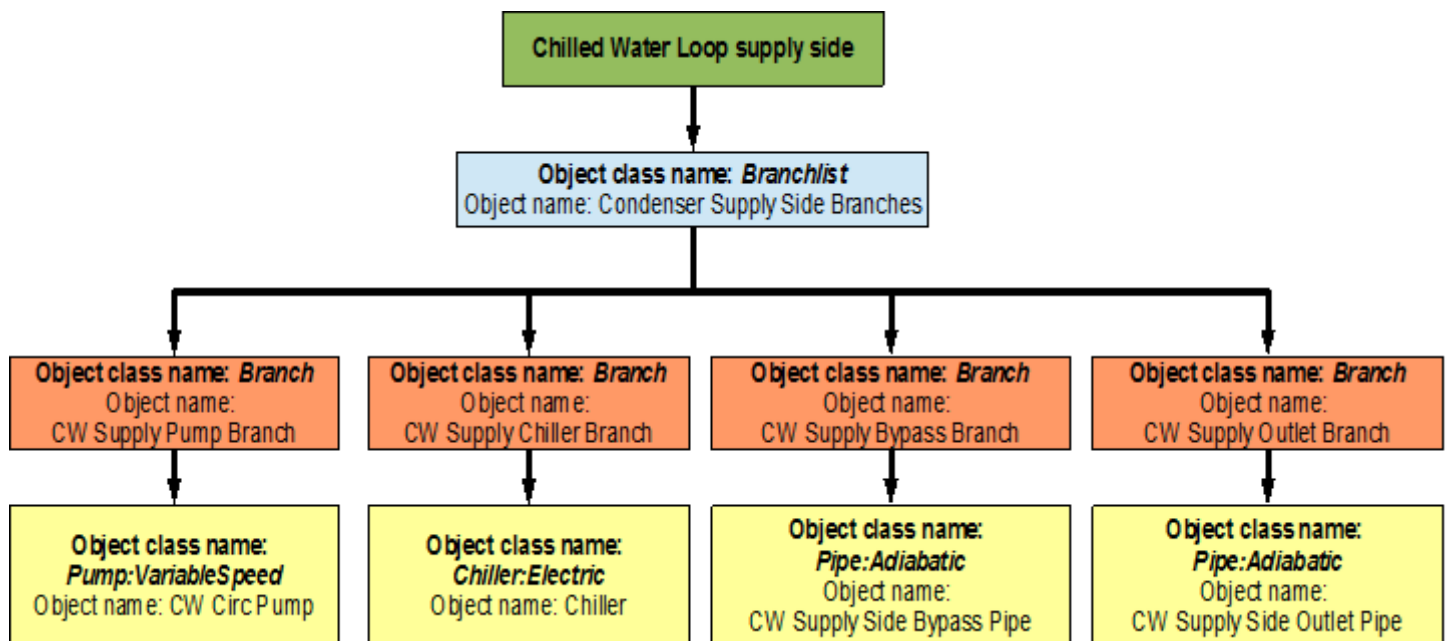 Chilled Water Loop supply side
Object class name: Branchlist
Object name: Condenser Supply Side Branches
Object class name: Branch
Object name:
CW Supply Pump Branch
Object class name: Branch
Object name:
CW Supply Chiller Branch
Object class name: Branch
Object name:
CW Supply Bypass Branch
Object class name: Branch
Object name:
CW Supply Outlet Branch
Object class name:
Pump:VariableSpeed
Object name: CW Circ Pump
Object class name:
Chiller:Electric
Object name: Chiller
Object class name:
Pipe:Adiabatic
Object name:
CW Supply Side Bypass Pipe
Object class name:
Pipe:Adiabatic
Object name:
CW Supply Side Outlet Pipe